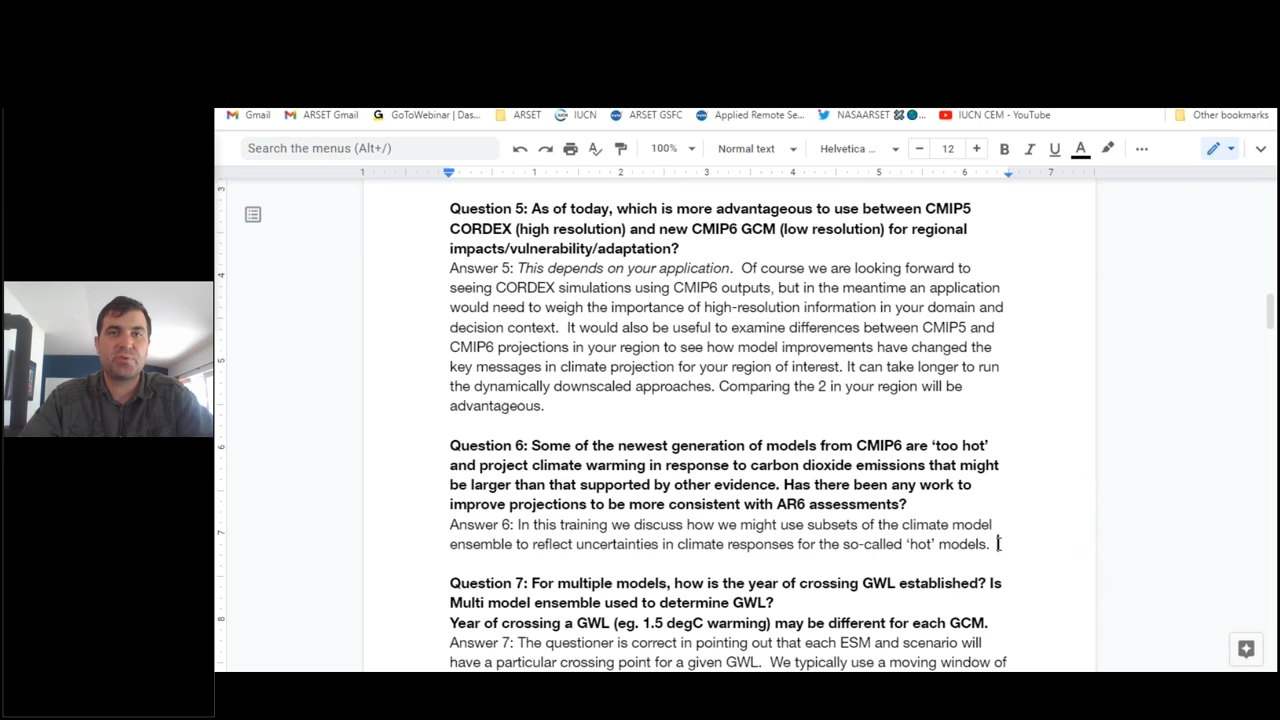 Gmail
ARSET Gmail
GoToWebinar | Das...
ARSET
IUCN
ARSET GSFC
Applied Remote Se...
NASAARSET
IUCN CEM - YouTube
Other bookmarks
Search the menus (Alt+/)
100%
Normal text
Helvetica ...
12
B
I
U
A
1
1
2
3
4
5
6
7
3
4
5
6
7
8
Question 5: As of today, which is more advantageous to use between CMIP5
CORDEX (high resolution) and new CMIP6 GCM (low resolution) for regional
impacts/vulnerability/adaptation?
Answer 5: This depends on your application. Of course we are looking forward to
seeing CORDEX simulations using CMIP6 outputs, but in the meantime an application
would need to weigh the importance of high-resolution information in your domain and
decision context. It would also be useful to examine differences between CMIP5 and
CMIP6 projections in your region to see how model improvements have changed the
key messages in climate projection for your region of interest. It can take longer to run
the dynamically downscaled approaches. Comparing the 2 in your region will be
advantageous.
Question 6: Some of the newest generation of models from CMIP6 are ‘too hot’
and project climate warming in response to carbon dioxide emissions that might
be larger than that supported by other evidence. Has there been any work to
improve projections to be more consistent with AR6 assessments?
Answer 6: In this training we discuss how we might use subsets of the climate model
ensemble to reflect uncertainties in climate responses for the so-called ‘hot’ models.
Question 7: For multiple models, how is the year of crossing GWL established? Is
Multi model ensemble used to determine GWL?
Year of crossing a GWL (eg. 1.5 degC warming) may be different for each GCM.
Answer 7: The questioner is correct in pointing out that each ESM and scenario will
have a particular crossing point for a given GWL. We typically use a moving window of